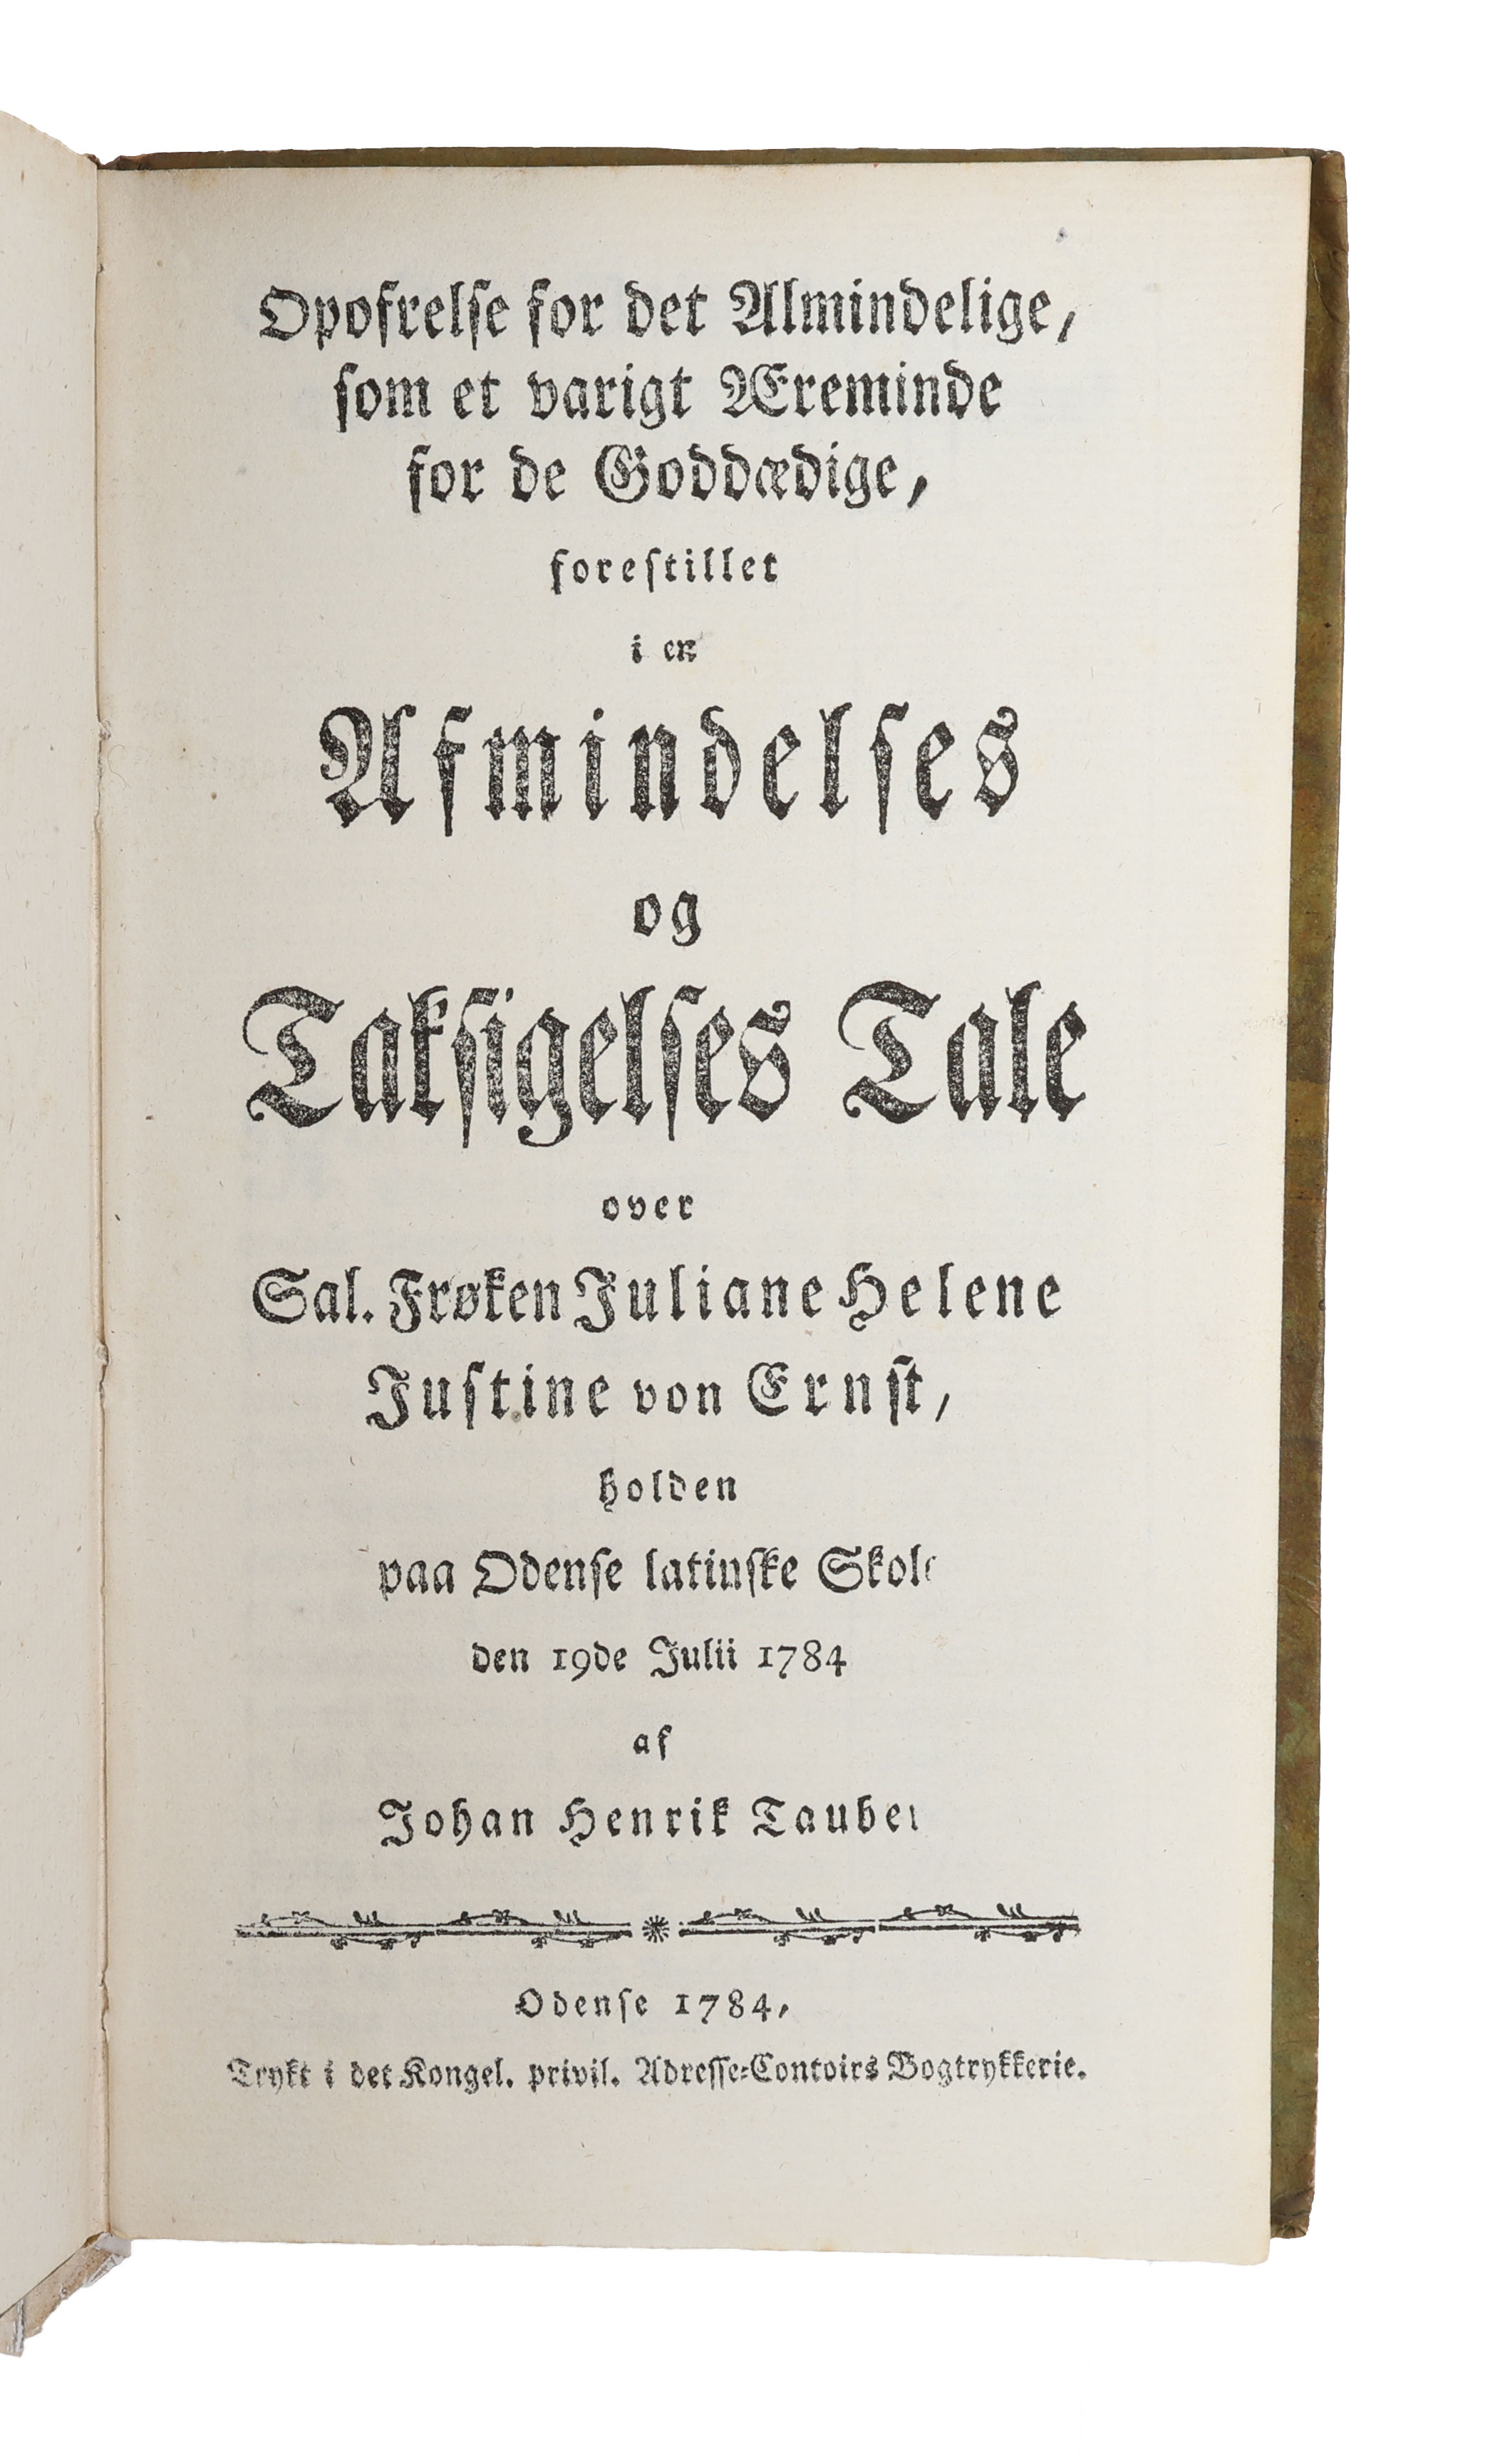 Opofrelse for det Almindelige,
som et varigt Æreminde
for de Goddædige,
forestillet
i en
Afmindelses
og
Taksigelses Tale
over
Sal. Frøken Juliane Helene
Justine von Ernst,
holden
paa Odense latinske Skole
den 19de Julii 1784
af
Johan Henrik Tauber
Odense 1784,
Trykt i det Kongel. privil. Adresse-Contoirs Bogtrykkerie.